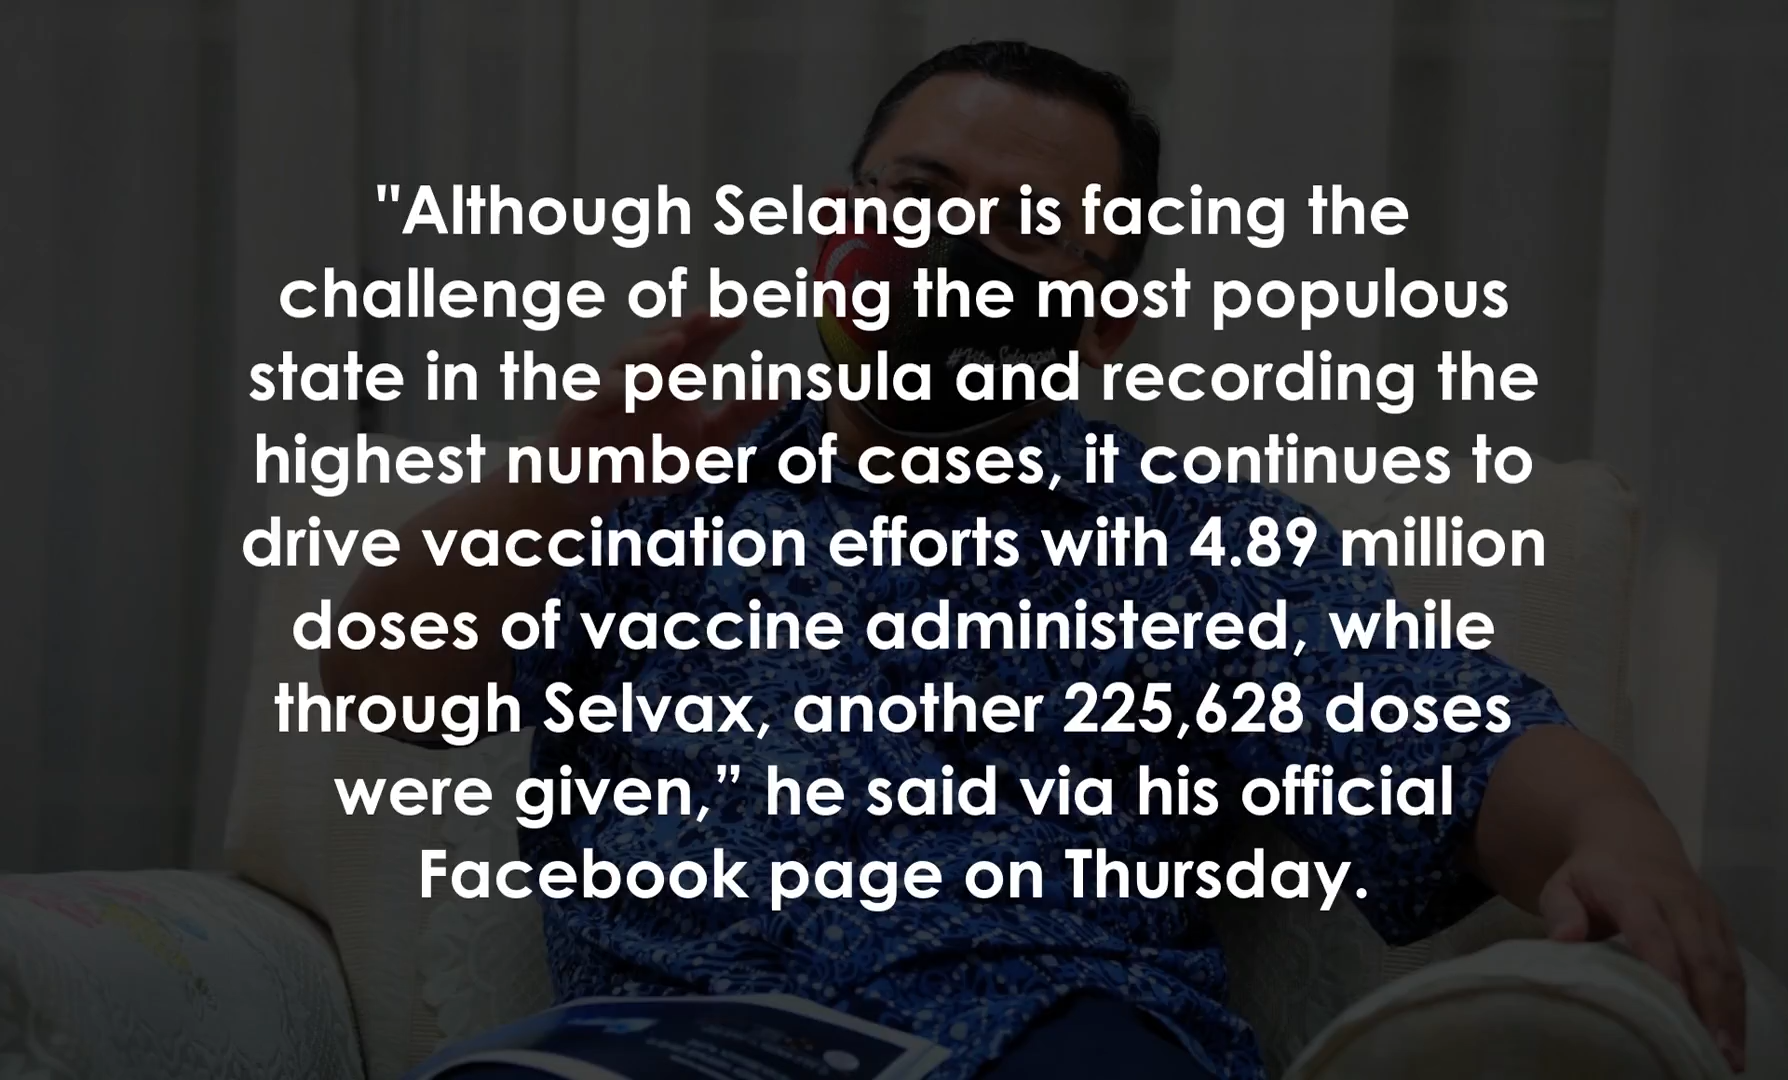 "Although Selangor is facing the
challenge of being the most populous
state in the peninsula and recording the
highest number of cases, it continues to
drive vaccination efforts with 4.89 million
doses of vaccine administered, while
through Selvax, another 225,628 doses
were given,” he said via his official
Facebook page on Thursday.
#Kita Selangor